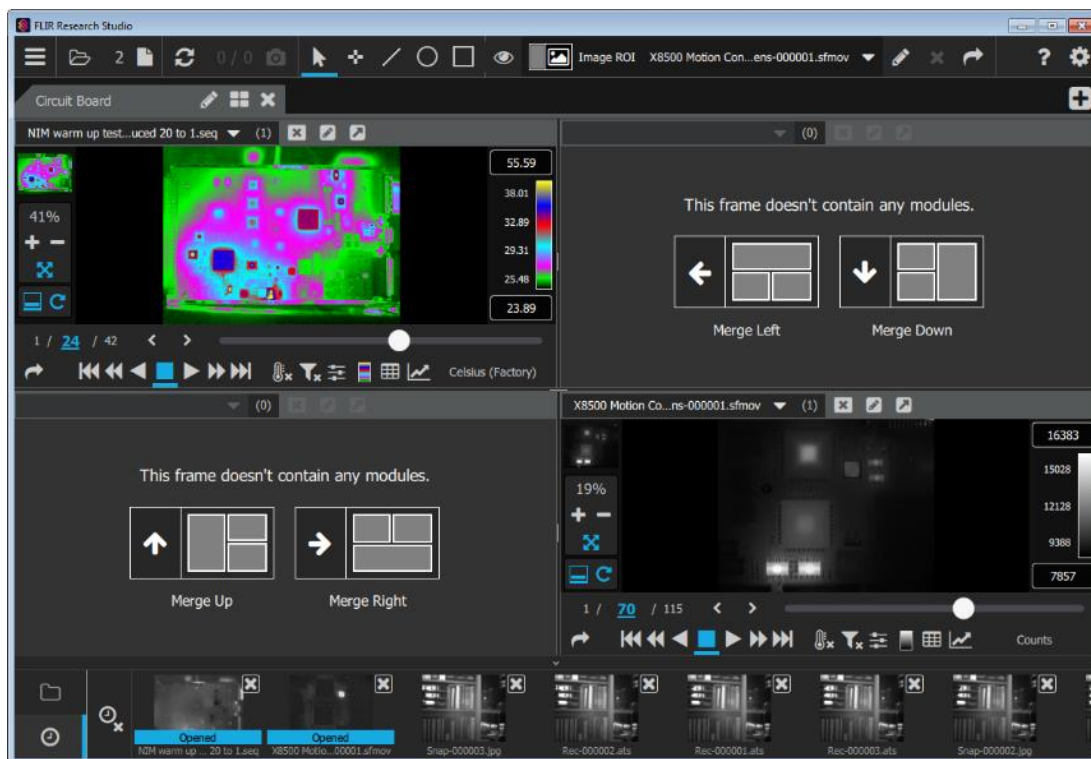 FLIR Research Studio
2
0 / 0
Image ROI X8500 Motion Con...ens-000001.sfmov
?
Circuit Board
NIM warm up test...uced 20 to 1.seq (1)
(0)
41%
55.59
38.01
32.89
29.31
25.48
23.89
This frame doesn't contain any modules.
Merge Left
Merge Down
1 / 24 / 42
Celsius (Factory)
(0)
X8500 Motion Co...ns-000001.sfmov (1)
This frame doesn't contain any modules.
Merge Up
Merge Right
19%
16383
15028
12128
9388
7857
1 / 70 / 115
Counts
Opened
Opened
NIM warm up ... 20 to 1.seq
X8500 Motio...00001.sfmov
Snap-000003.jpg
Rec-000002.ats
Rec-000001.ats
Rec-000003.ats
Snap-000002.jpg